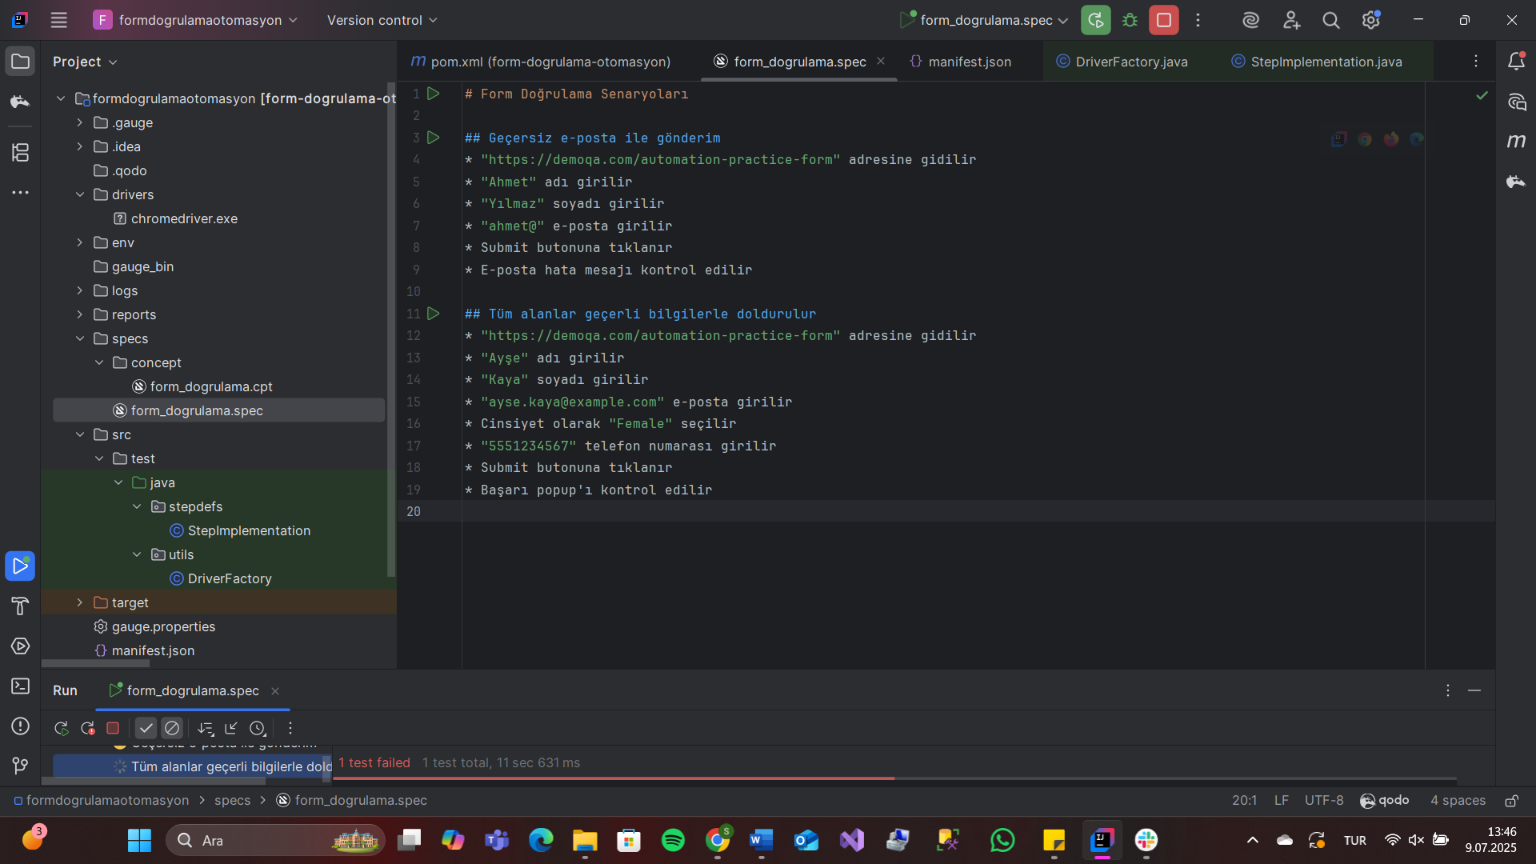 F formdogrulamaotomasyon Version control form_dogrulama.spec
Project
m pom.xml (form-dogrulama-otomasyon) form_dogrulama.spec × {} manifest.json © DriverFactory.java © StepImplementation.java
formdogrulamaotomasyon [form-dogrulama-ot
.gauge
.idea
.qodo
drivers
chromedriver.exe
env
gauge_bin
logs
reports
specs
concept
form_dogrulama.cpt
form_dogrulama.spec
src
test
java
stepdefs
StepImplementation
utils
DriverFactory
target
gauge.properties
{} manifest.json
1 # Form Doğrulama Senaryoları
2
3 ## Geçersiz e-posta ile gönderim
4 * "https://demoqa.com/automation-practice-form" adresine gidilir
5 * "Ahmet" adı girilir
6 * "Yılmaz" soyadı girilir
7 * "ahmet@" e-posta girilir
8 * Submit butonuna tıklanır
9 * E-posta hata mesajı kontrol edilir
10
11 ## Tüm alanlar geçerli bilgilerle doldurulur
12 * "https://demoqa.com/automation-practice-form" adresine gidilir
13 * "Ayşe" adı girilir
14 * "Kaya" soyadı girilir
15 * "ayse.kaya@example.com" e-posta girilir
16 * Cinsiyet olarak "Female" seçilir
17 * "5551234567" telefon numarası girilir
18 * Submit butonuna tıklanır
19 * Başarı popup'ı kontrol edilir
20
m
Run form_dogrulama.spec ×
Geçersiz e-posta ile gönderim
Tüm alanlar geçerli bilgilerle dold
1 test failed 1 test total, 11 sec 631 ms
formdogrulamaotomasyon > specs > form_dogrulama.spec 20:1 LF UTF-8 qodo 4 spaces
3 Ara S TUR 13:46
9.07.2025